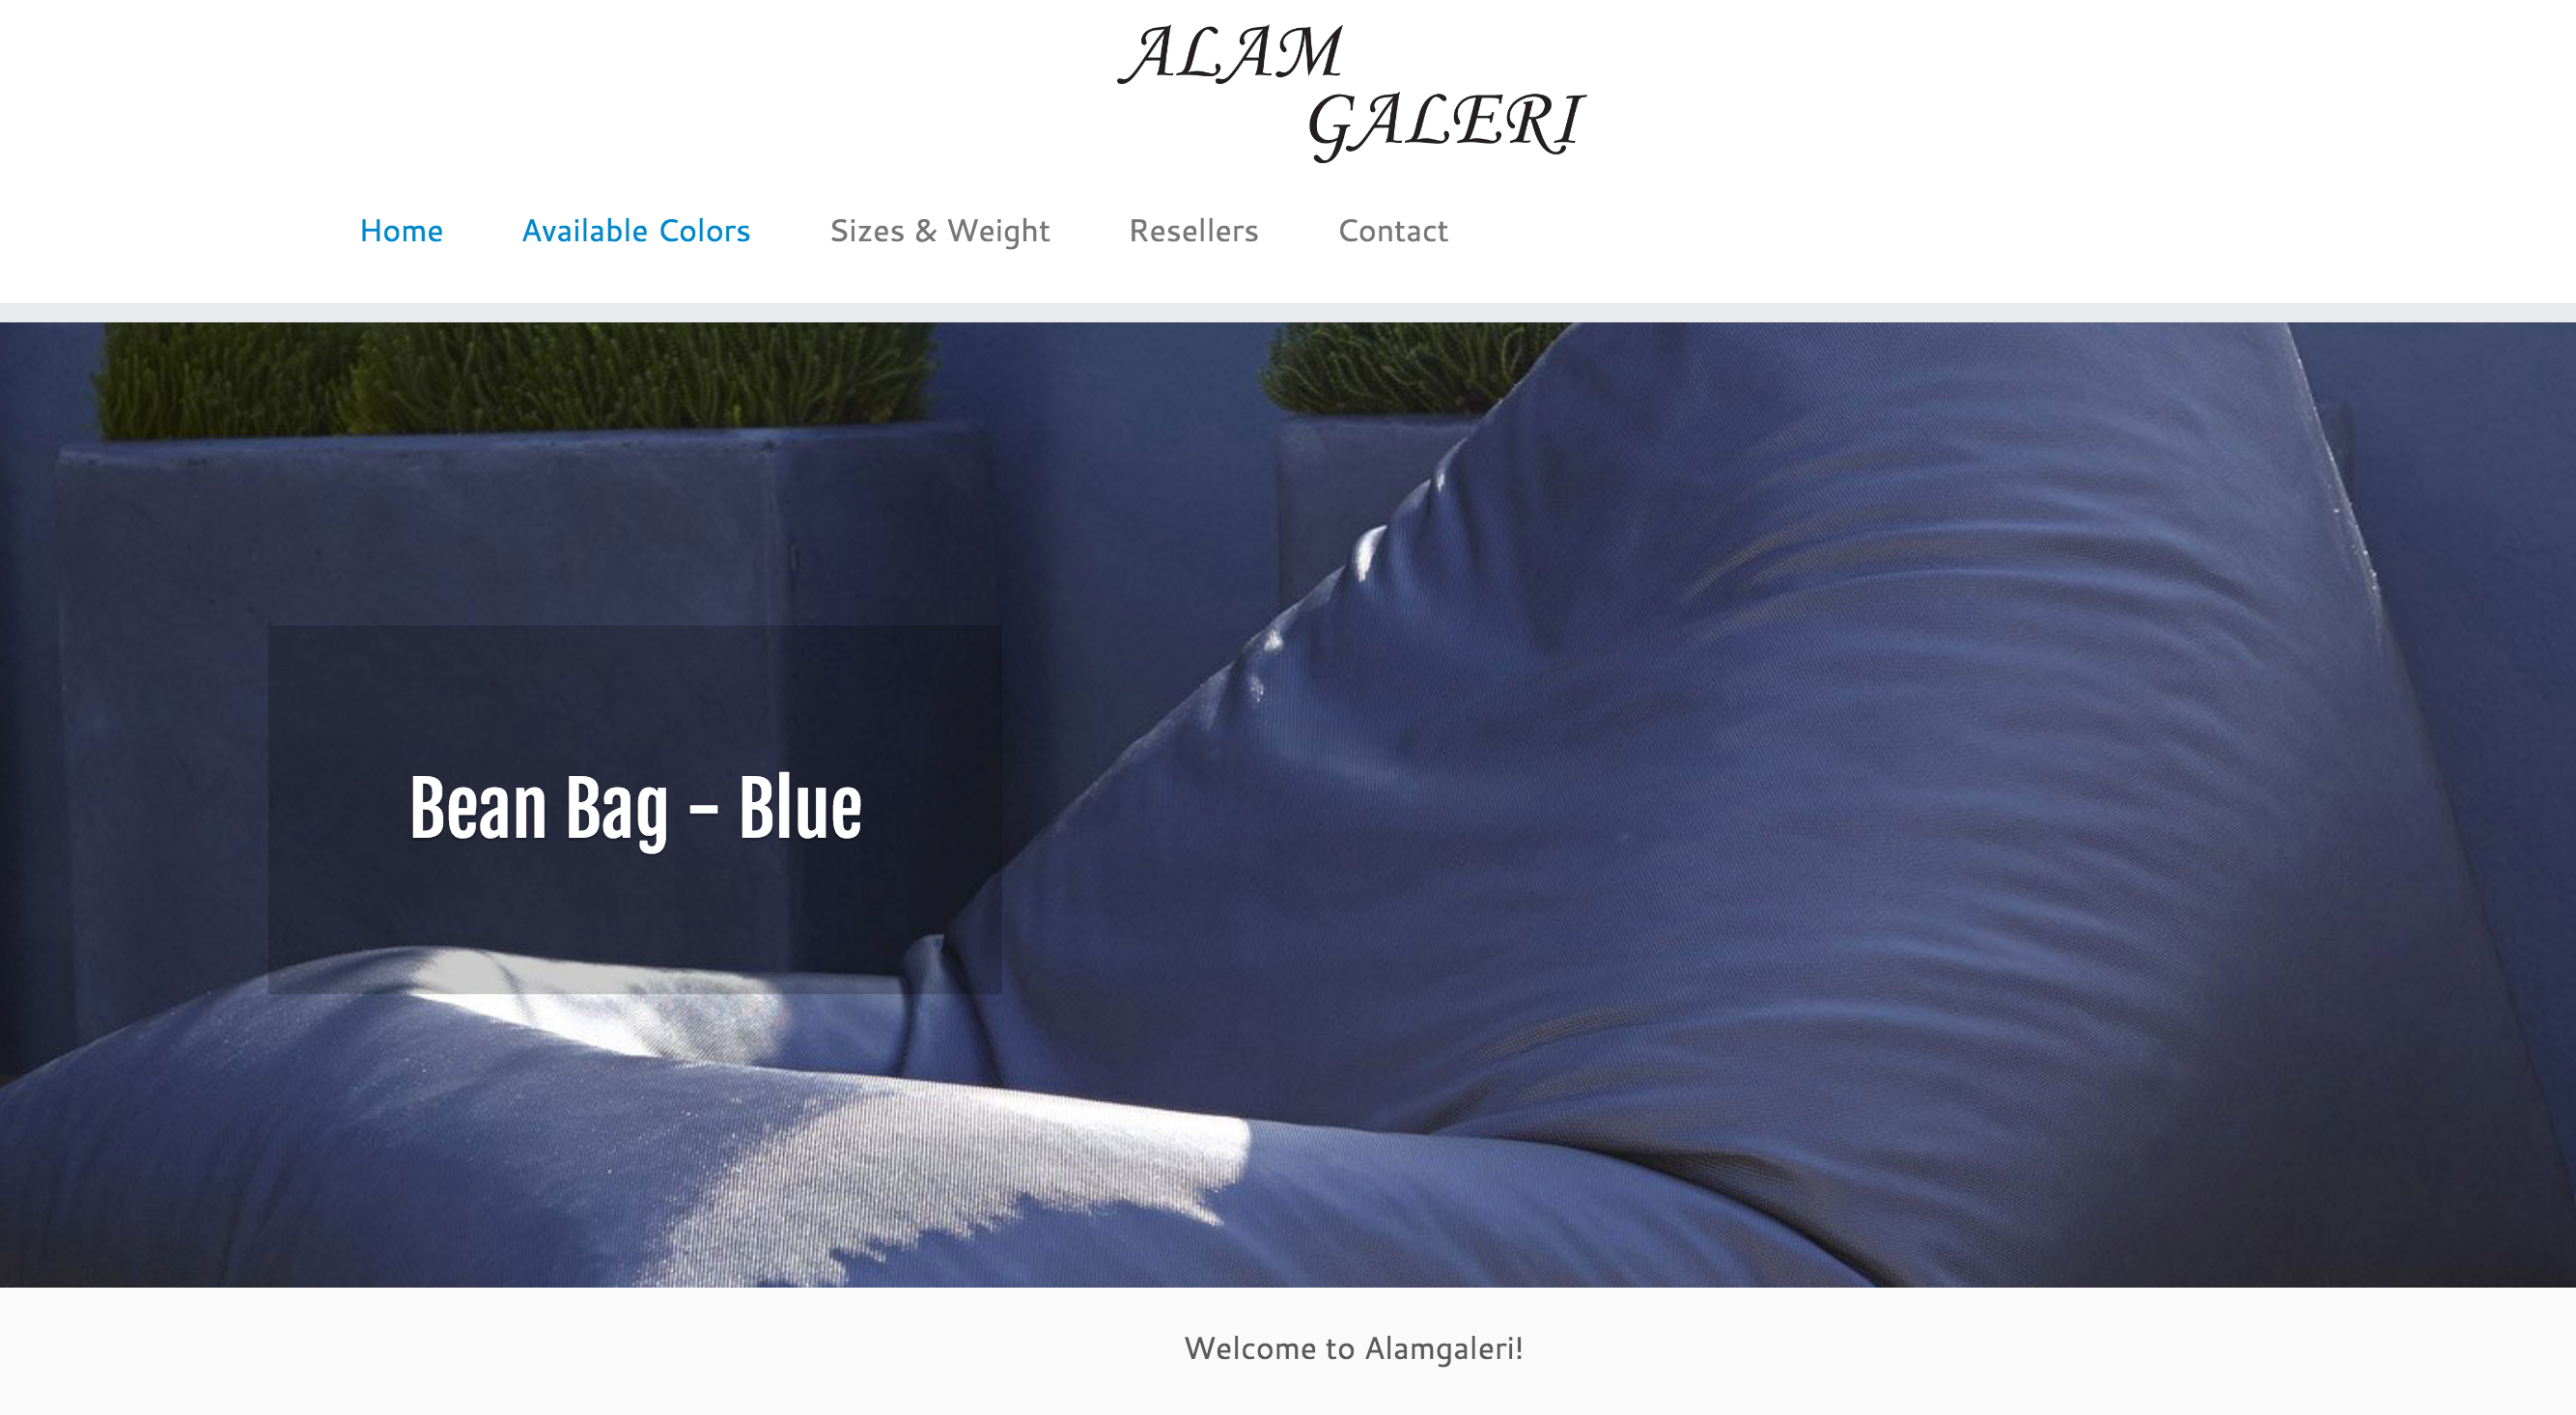 ALAM
GALERI
Home Available Colors Sizes & Weight Resellers Contact
Bean Bag - Blue
Welcome to Alamgaleri!